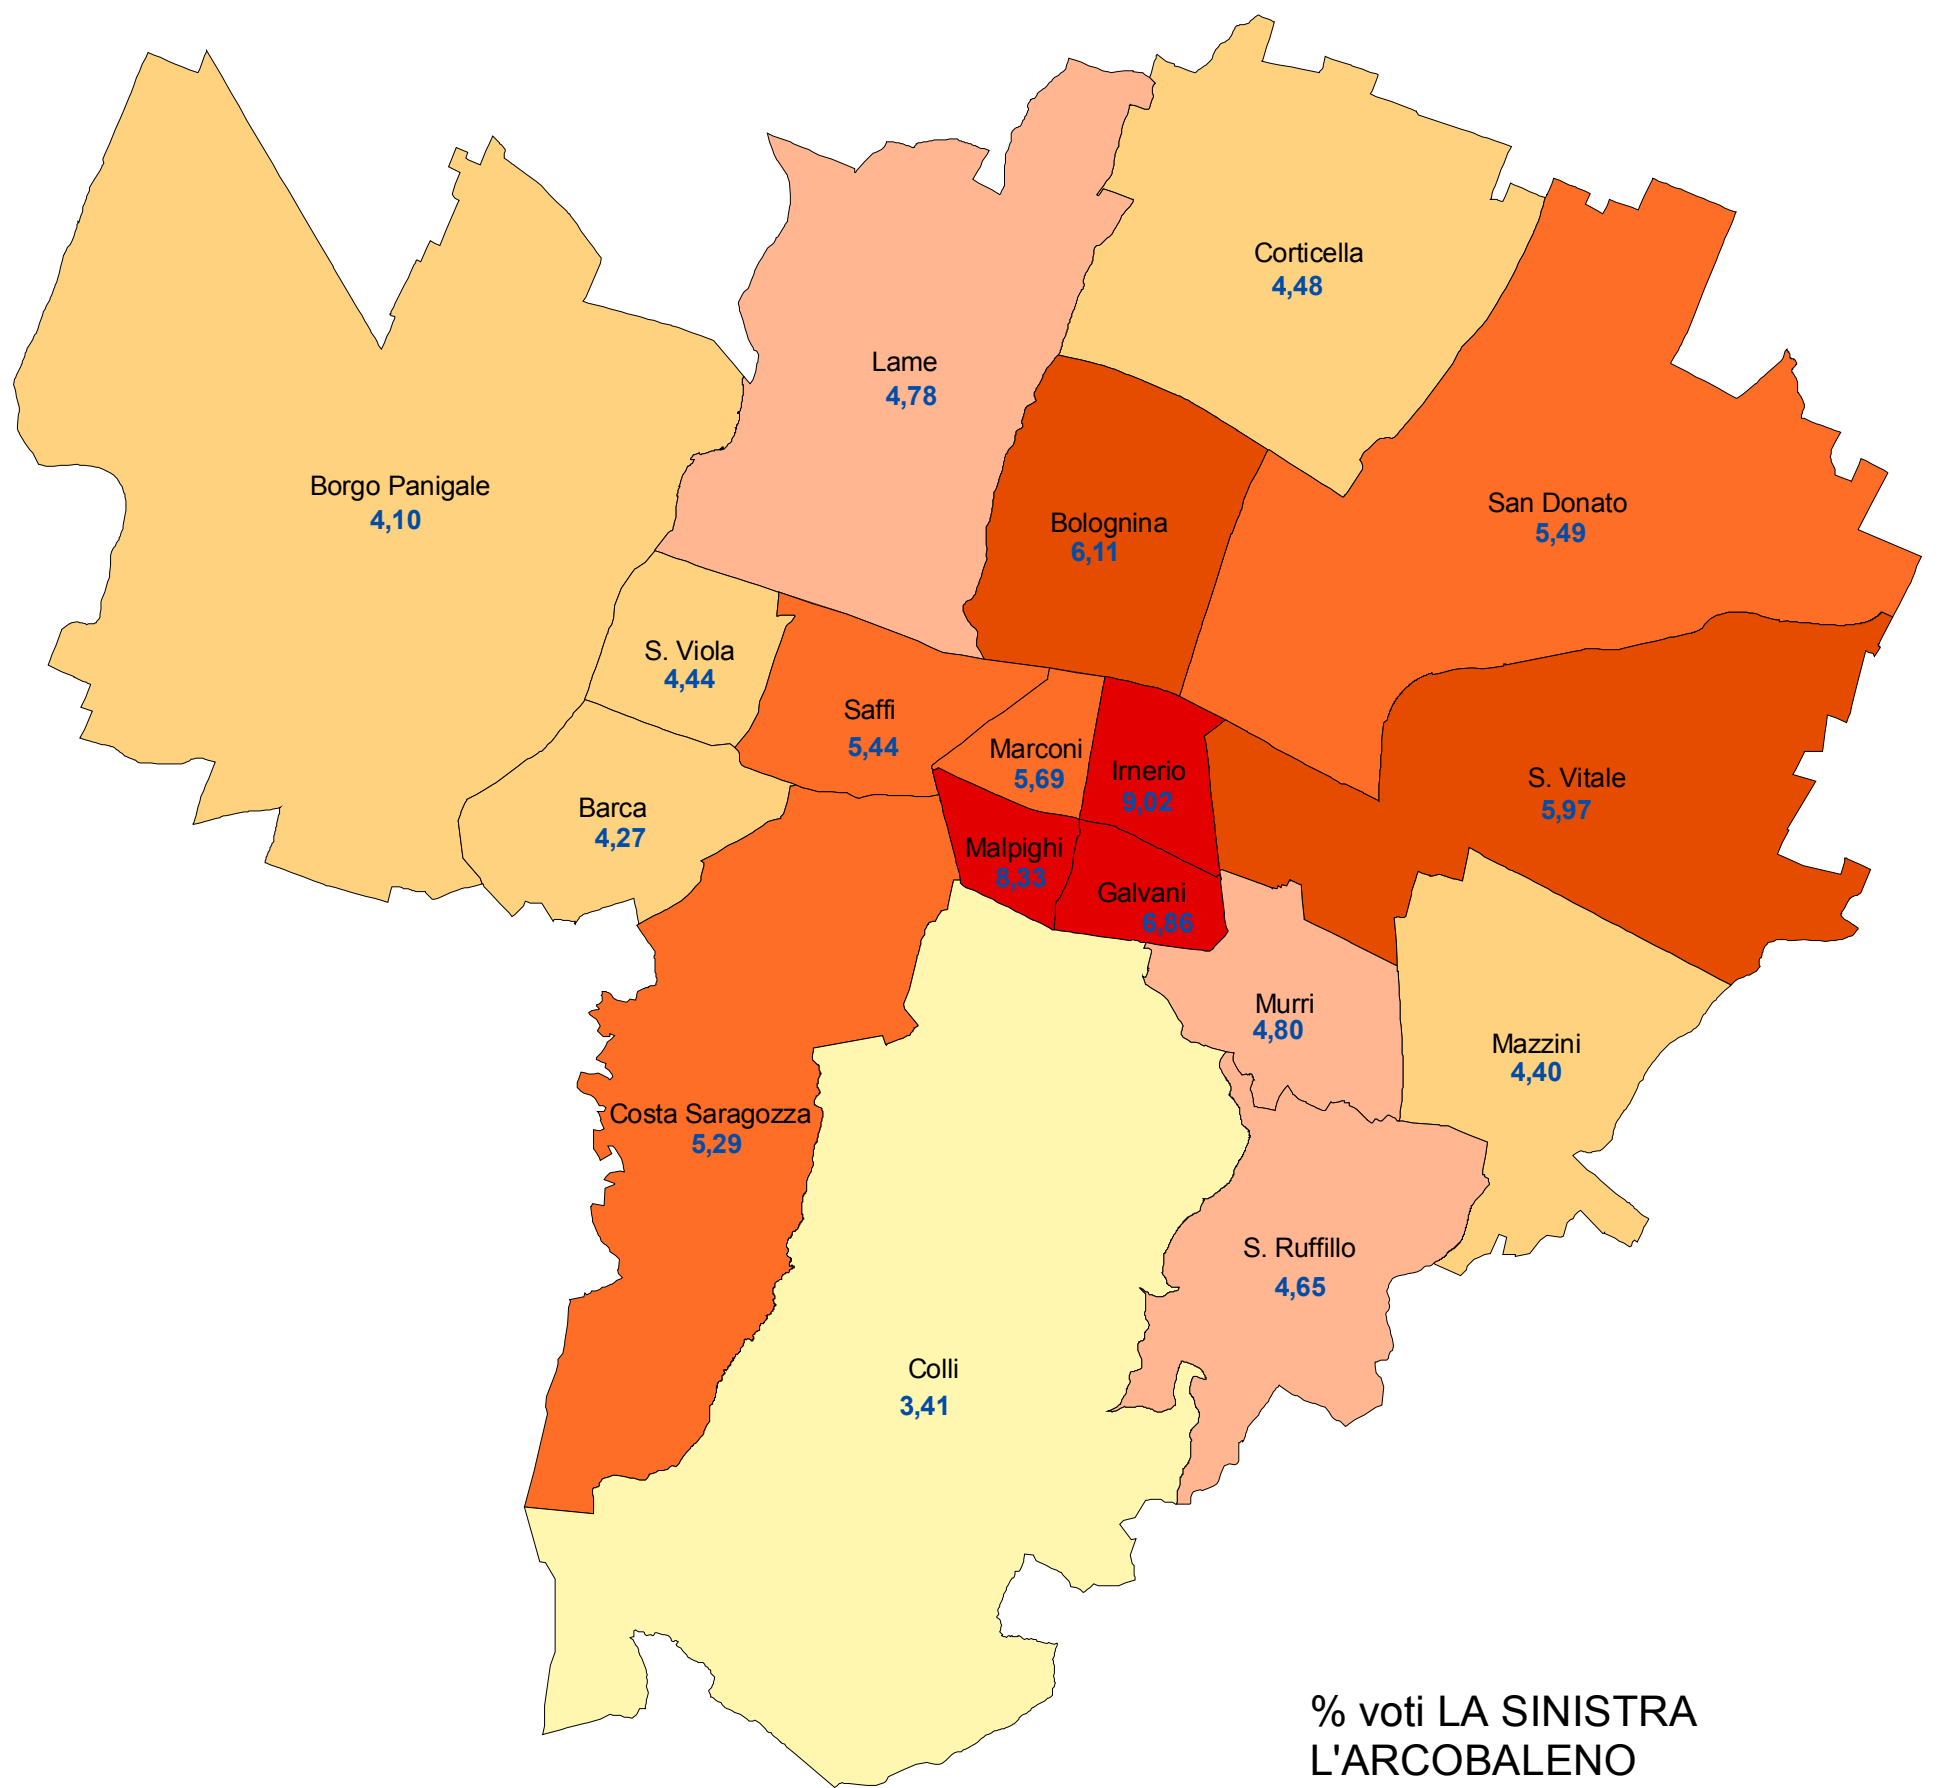 Corticella
4,48
Lame
4,78
Borgo Panigale
4,10
San Donato
5,49
Bolognina
6,11
S. Viola
4,44
Saffi
5,44
Marconi
5,69
Irnerio
9,02
S. Vitale
5,97
Barca
4,27
Malpighi
8,33
Galvani
6,86
Murri
4,80
Mazzini
4,40
Costa Saragozza
5,29
S. Ruffillo
4,65
Colli
3,41
% voti LA SINISTRA
L'ARCOBALENO